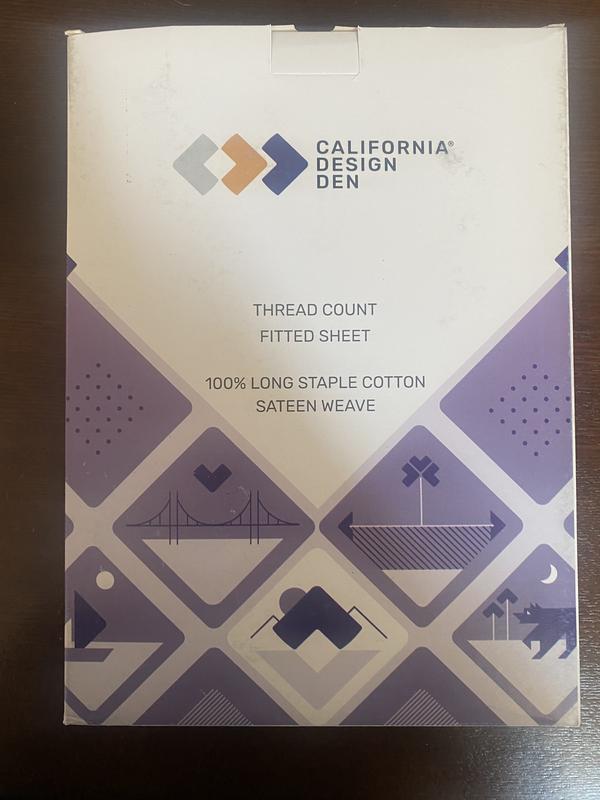 CALIFORNIA®
DESIGN
DEN
THREAD COUNT
FITTED SHEET
100% LONG STAPLE COTTON
SATEEN WEAVE